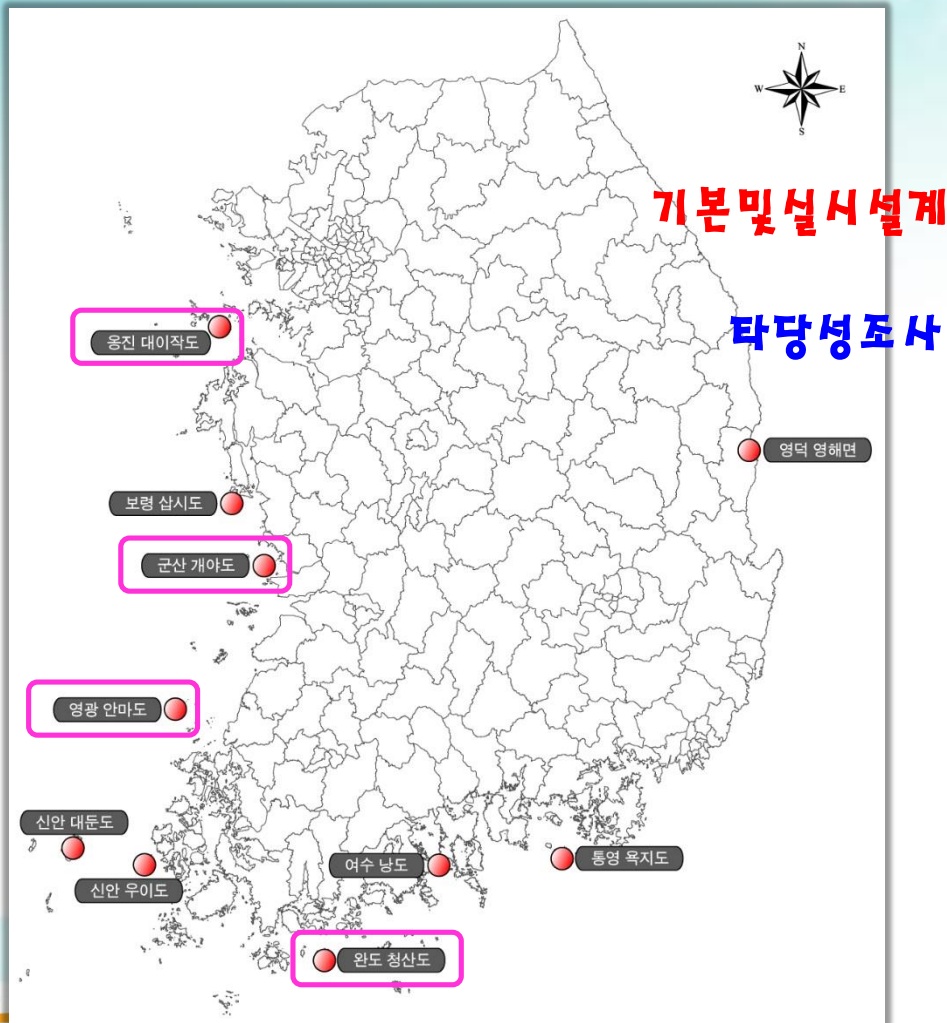 N
W E
S
기본및실시설계
타당성조사
옹진 대이작도
영덕 영해면
보령 삽시도
군산 개야도
영광 안마도
신안 대둔도
신안 우이도
여수 낭도
통영 욕지도
완도 청산도